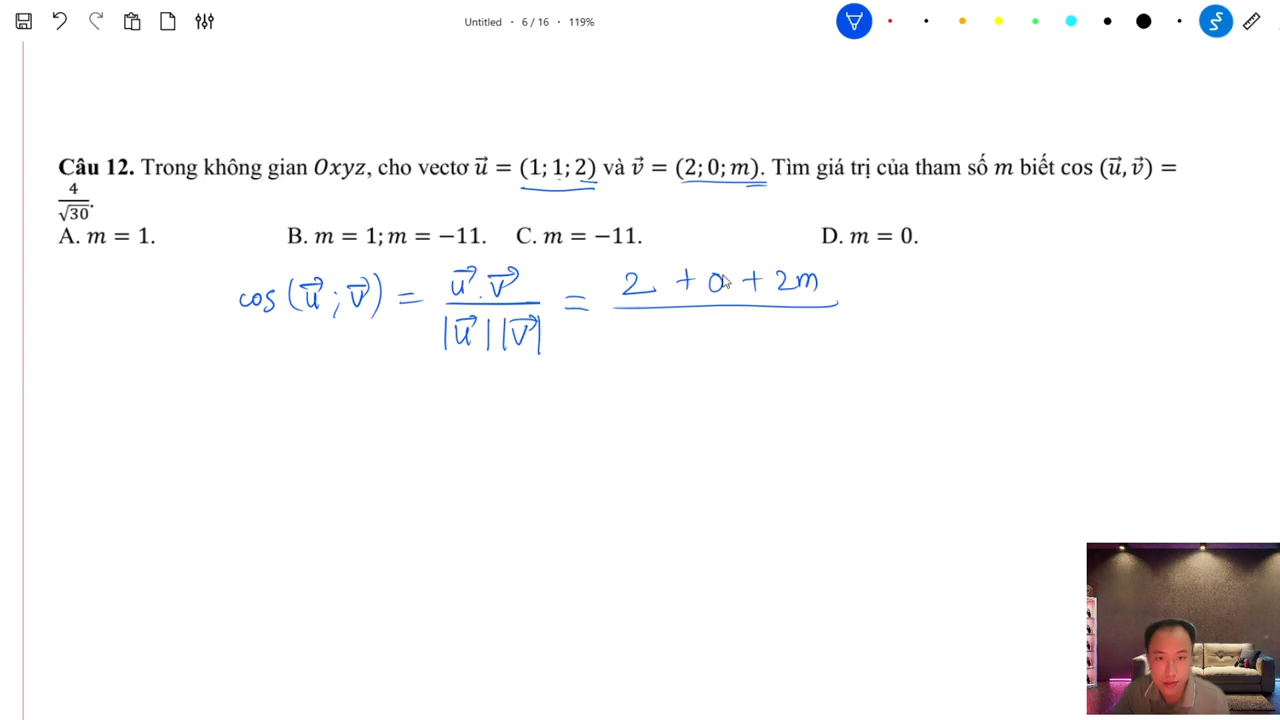 Untitled • 6 / 16 • 119%
Câu 12. Trong không gian Oxyz, cho vectơ u⃗ = (1; 1; 2) và v⃗ = (2; 0; m). Tìm giá trị của tham số m biết cos (u⃗, v⃗) =
4/√30.
A. m = 1. B. m = 1; m = −11. C. m = −11. D. m = 0.
cos(u⃗; v⃗) = u⃗.v⃗ / |u⃗||v⃗| = 2 + 0 + 2m